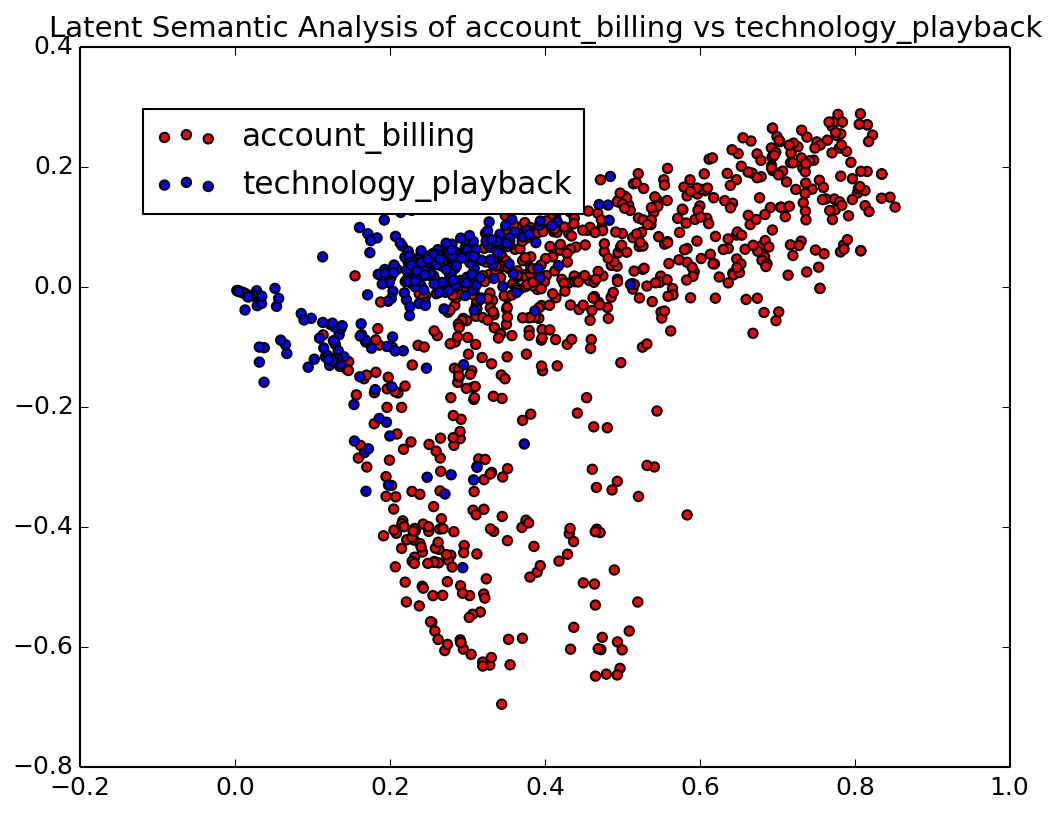 Latent Semantic Analysis of account_billing vs technology_playback
0.4
account_billing
0.2
technology_playback
0.0
−0.2
−0.4
−0.6
−0.8
−0.2 0.0 0.2 0.4 0.6 0.8 1.0